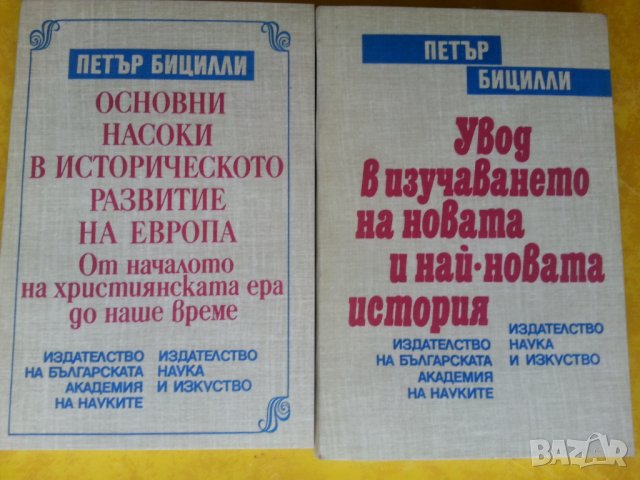 ПЕТЪР БИЦИЛЛИ
ОСНОВНИ
НАСОКИ
В ИСТОРИЧЕСКОТО
РАЗВИТИЕ
НА ЕВРОПА
От началото
на християнската ера
до наше време
ИЗДАТЕЛСТВО
НА БЪЛГАРСКАТА
АКАДЕМИЯ
НА НАУКИТЕ
ИЗДАТЕЛСТВО
НАУКА
И ИЗКУСТВО
ПЕТЪР
БИЦИЛЛИ
Увод
в изучаването
на новата
и най-новата
история
ИЗДАТЕЛСТВО
НА БЪЛГАРСКАТА
АКАДЕМИЯ
НА НАУКИТЕ
ИЗДАТЕЛСТВО
НАУКА
И ИЗКУСТВО
BAZAR